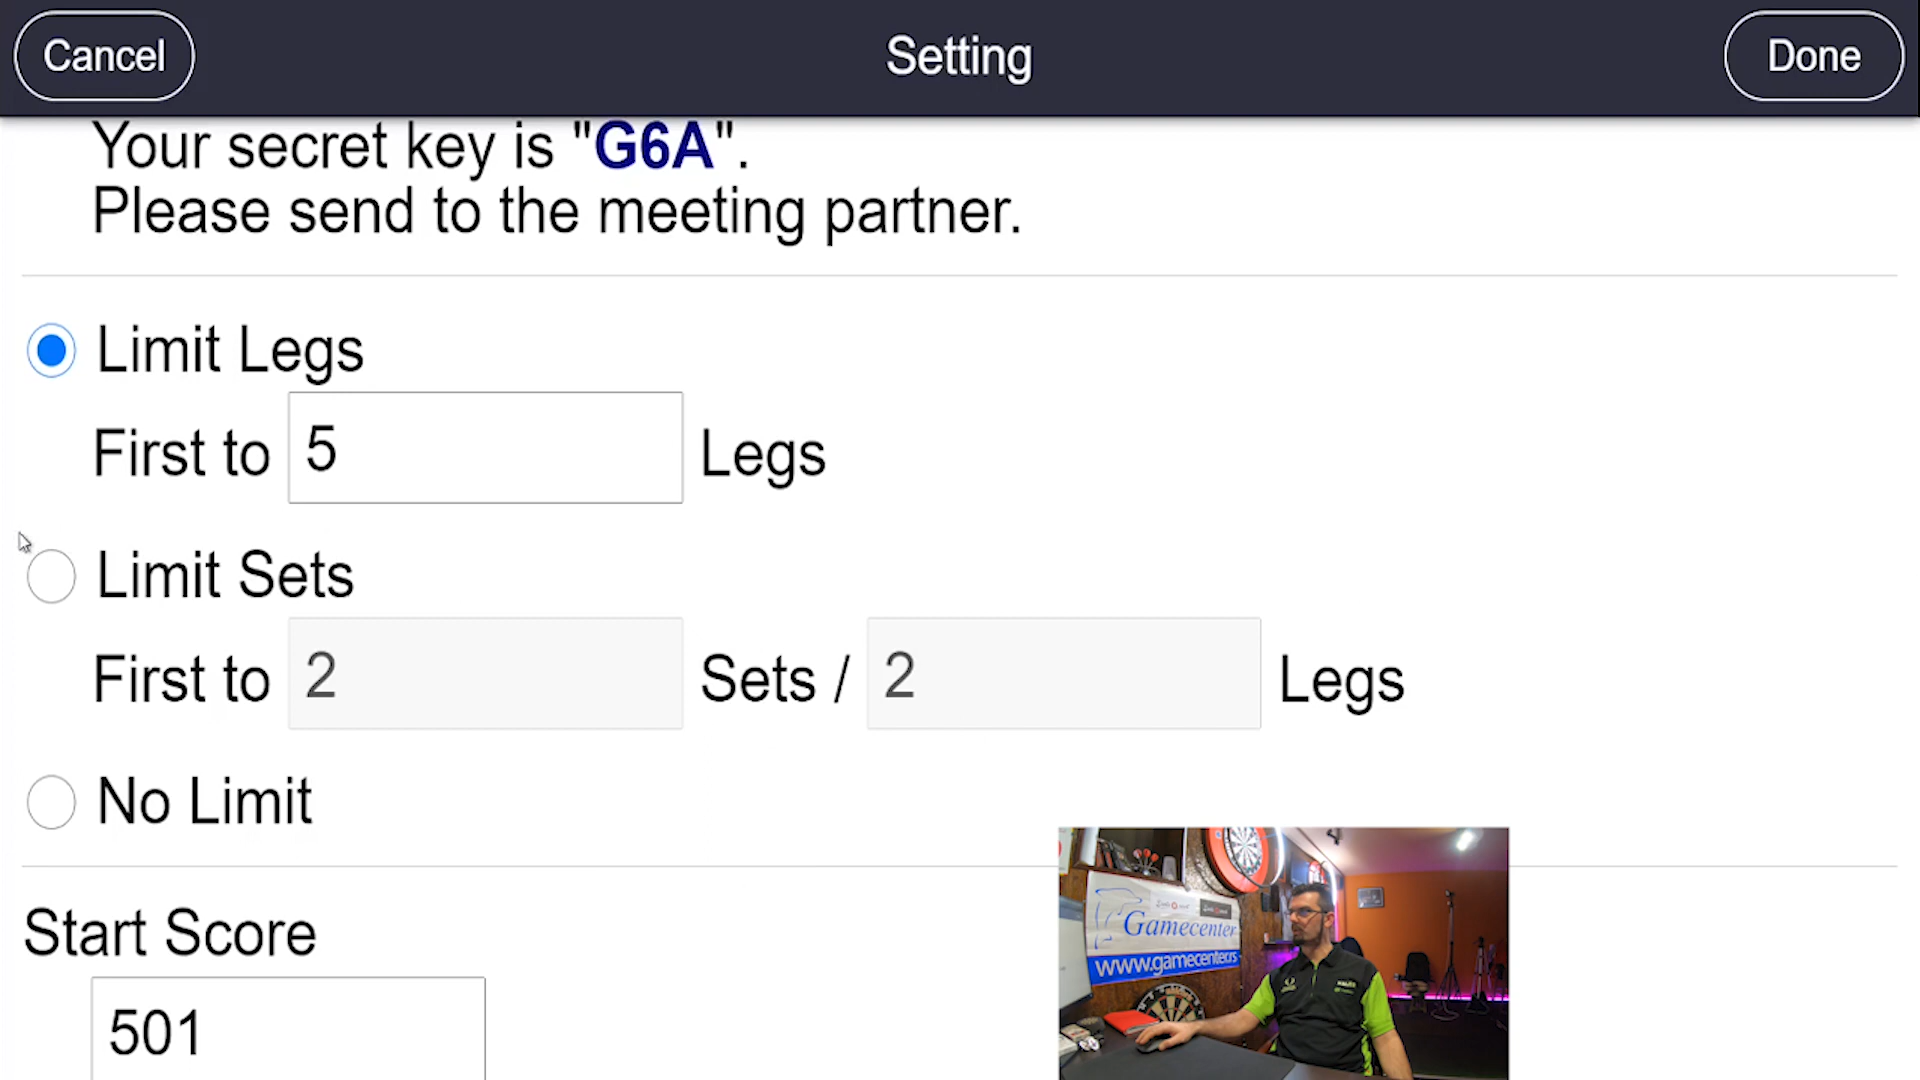 Cancel
Setting
Done
Your secret key is "G6A".
Please send to the meeting partner.
Limit Legs
First to 5 Legs
Limit Sets
First to 2 Sets / 2 Legs
No Limit
Start Score
501
Gamecenter
www.gamecenter.rs